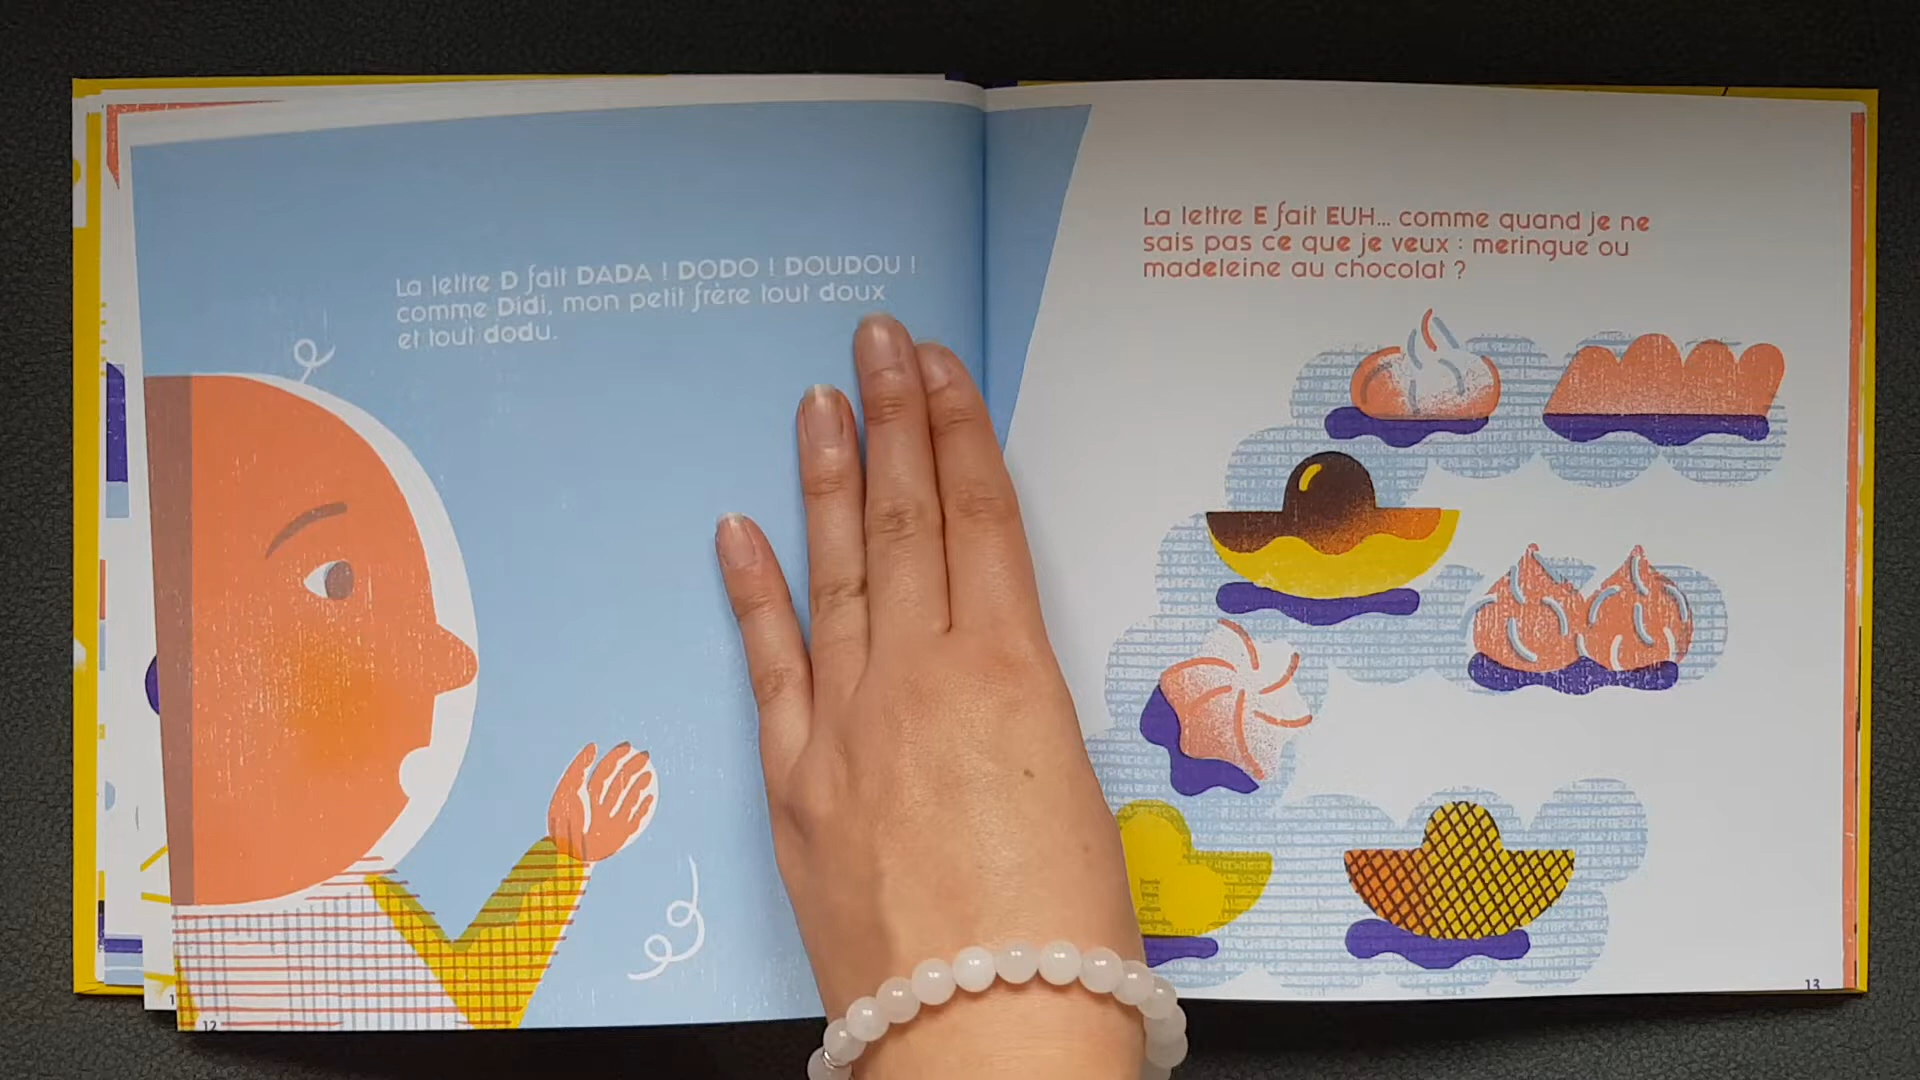 La lettre D fait DADA ! DODO ! DOUDOU !
comme Didi, mon petit frère tout doux
et tout dodu.
12
La lettre E fait EUH... comme quand je ne
sais pas ce que je veux : meringue ou
madeleine au chocolat ?
13